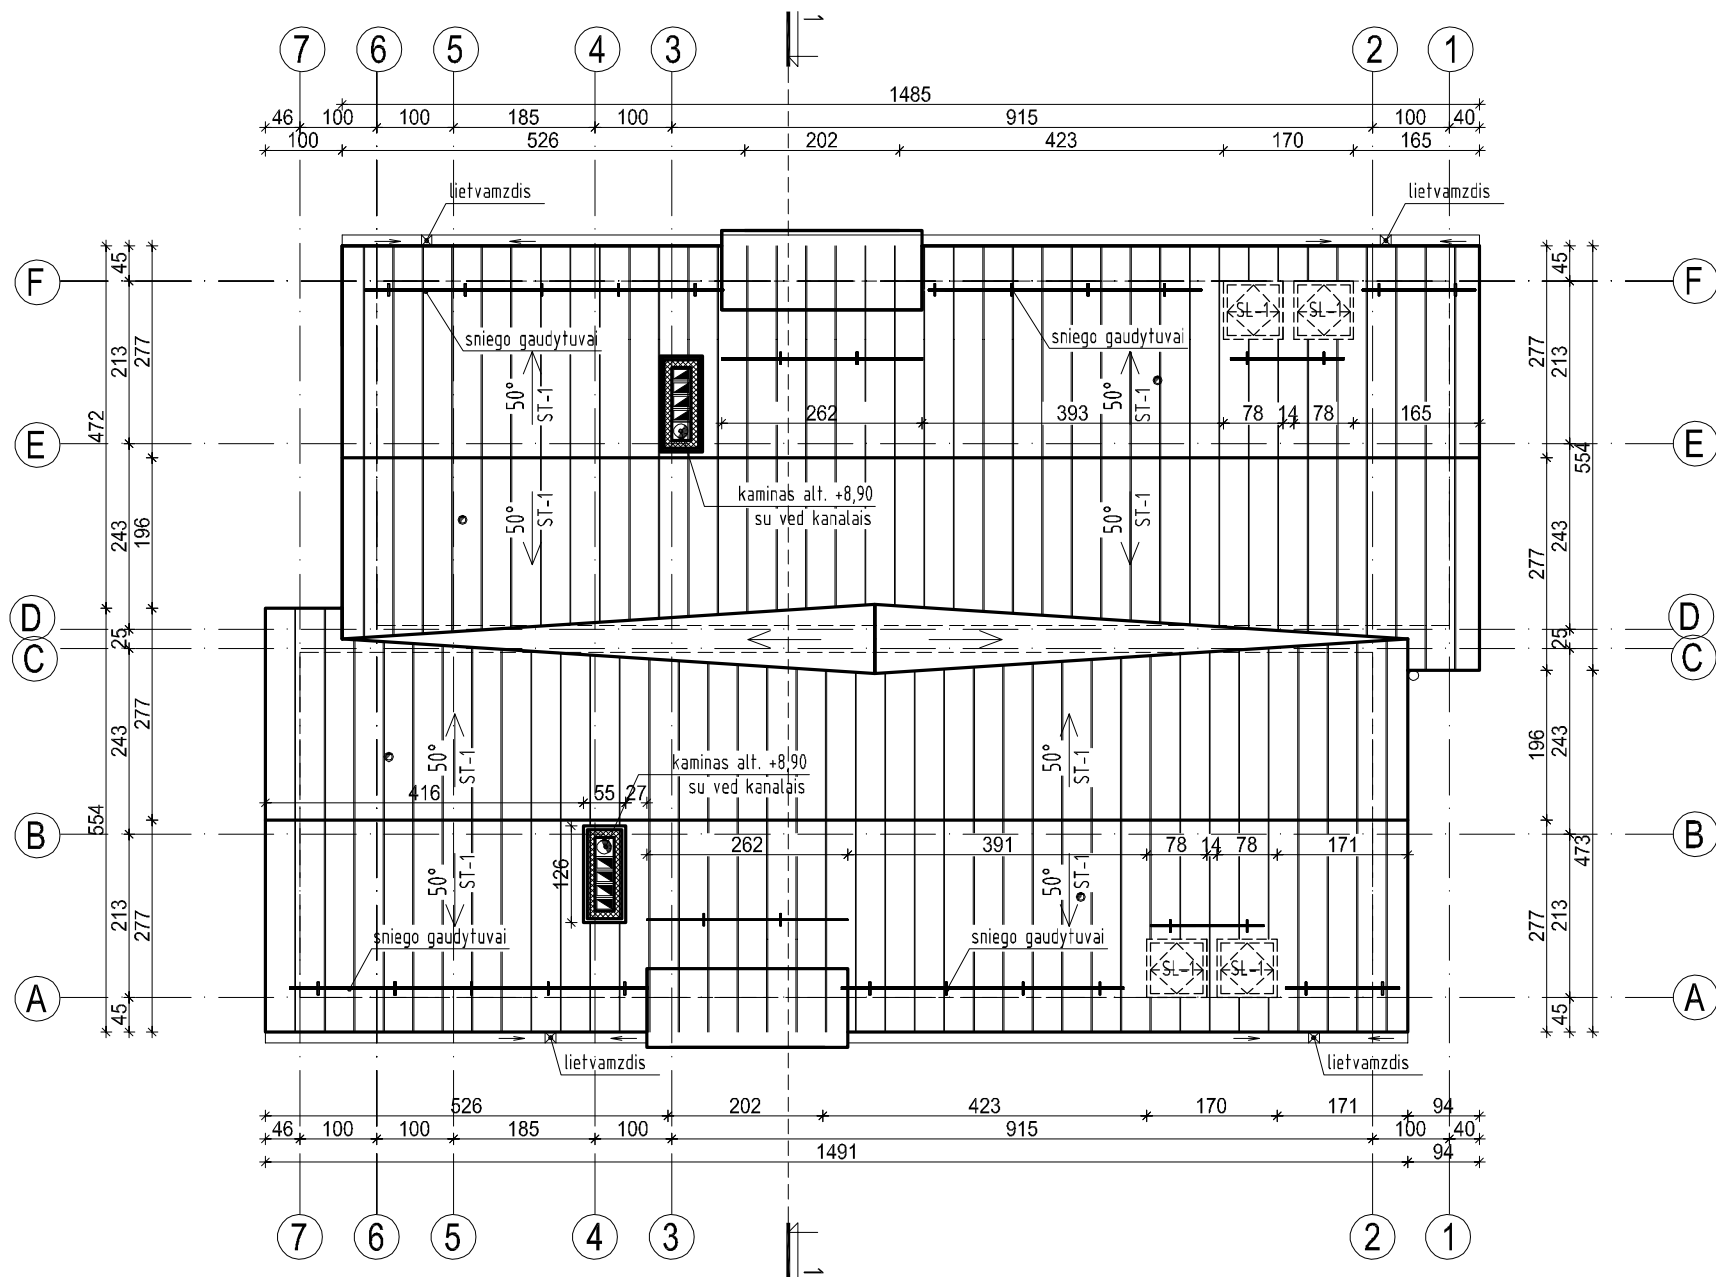 1
7 6 5 4 3 2 1
1485
46 100 100 185 100 915 100 40
100 526 202 423 170 165
lietvamzdis lietvamzdis
45 45
F F
SL-1 SL-1
sniego gaudytuvai sniego gaudytuvai
213 277 277 213
50° ST-1 50° ST-1
472
262 393 78 14 78 165
E E
554
kaminas alt. +8,90
su ved kanalais
50° ST-1 50° ST-1
243 196 277 243
D D
25 25
C C
243 277 196 243
50° ST-1 50° ST-1
kaminas alt. +8,90
su ved kanalais
416 55 27
554
B B
262 391 78 14 78 171
473
126
50° ST-1 50° ST-1
213 277 277 213
sniego gaudytuvai sniego gaudytuvai
SL-1 SL-1
A A
45 45
lietvamzdis lietvamzdis
526 202 423 170 171 94
46 100 100 185 100 915 100 40
1491 94
7 6 5 4 3 2 1
1